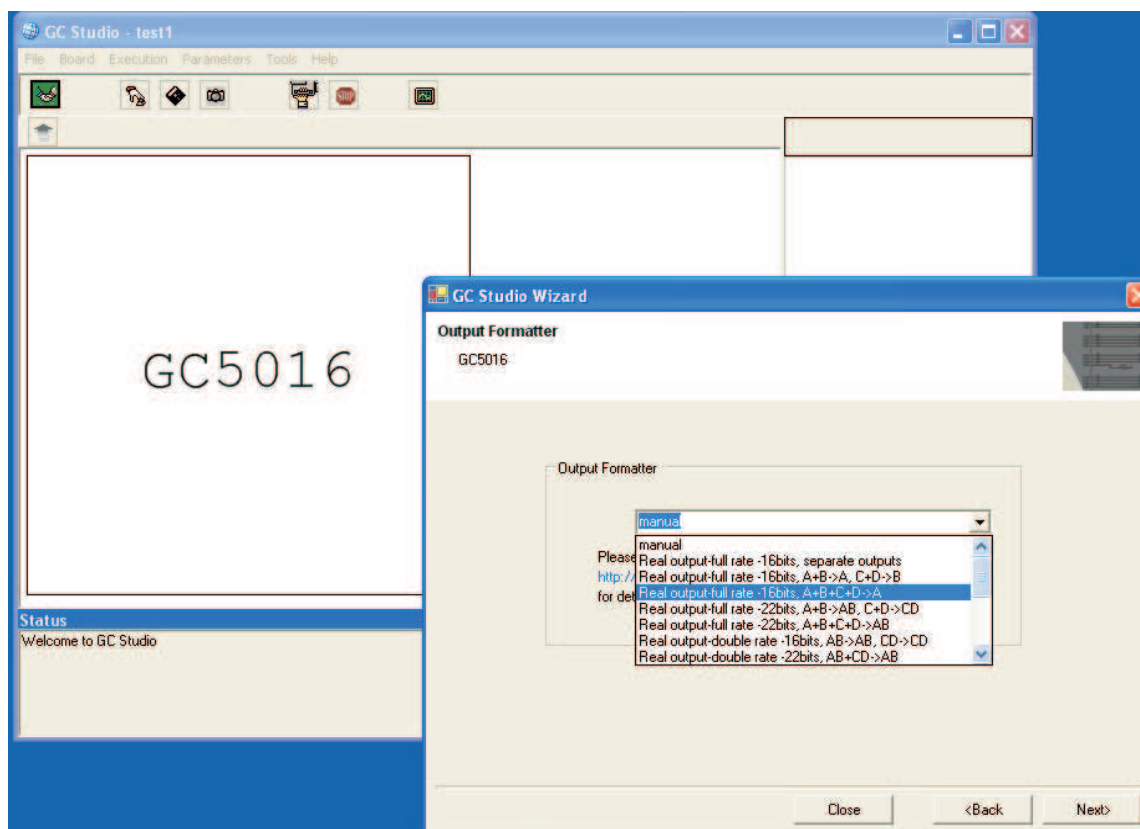 GC Studio - test1
File Board Execution Parameters Tools Help
STOP
GC5016
Status
Welcome to GC Studio
GC Studio Wizard
Output Formatter
GC5016
Output Formatter
manual
Please
http://
for det
manual
Real output-full rate -16bits, separate outputs
Real output-full rate -16bits, A+B->A, C+D->B
Real output-full rate -16bits, A+B+C+D->A
Real output-full rate -22bits, A+B->AB, C+D->CD
Real output-full rate -22bits, A+B+C+D->AB
Real output-double rate -16bits, AB->AB, CD->CD
Real output-double rate -22bits, AB+CD->AB
Close <Back Next>